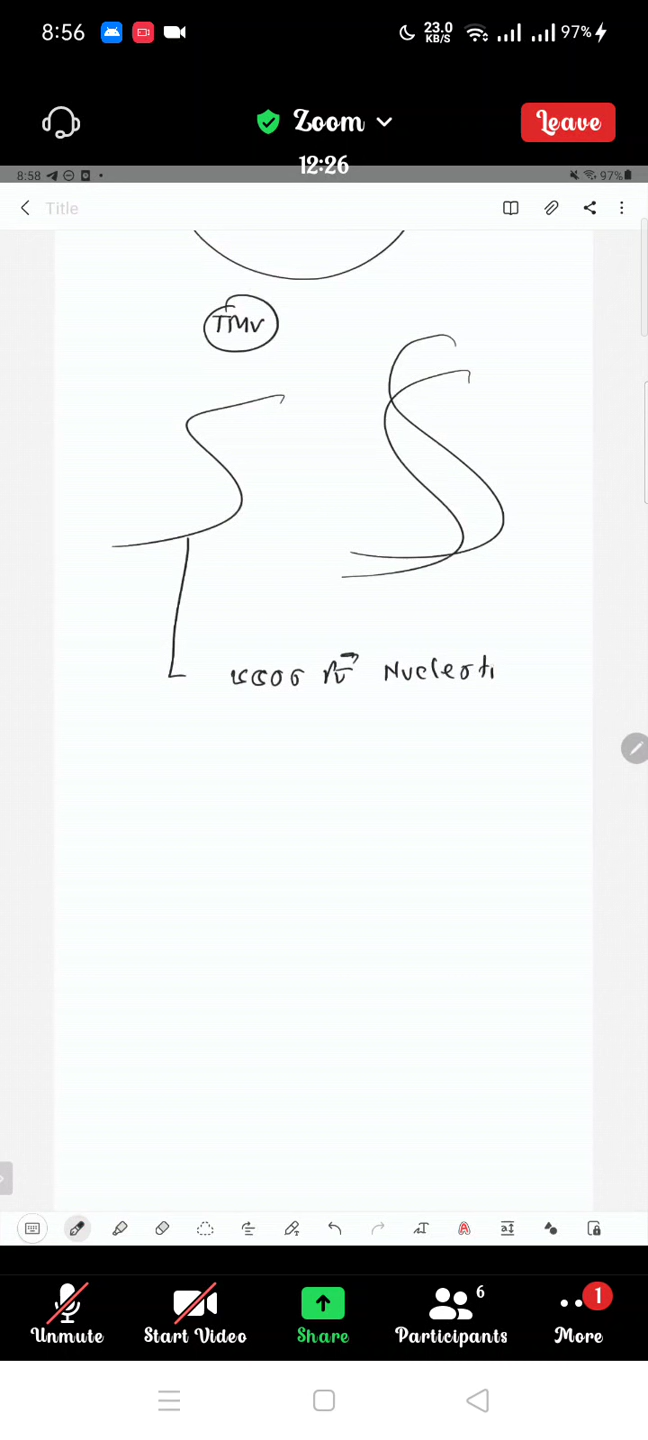 8:56
23.0 KB/S
97%
Zoom
Leave
12:26
8:58
97%
Title
TMV
Nucleoti
Unmute
Start Video
Share
6
Participants
1
More